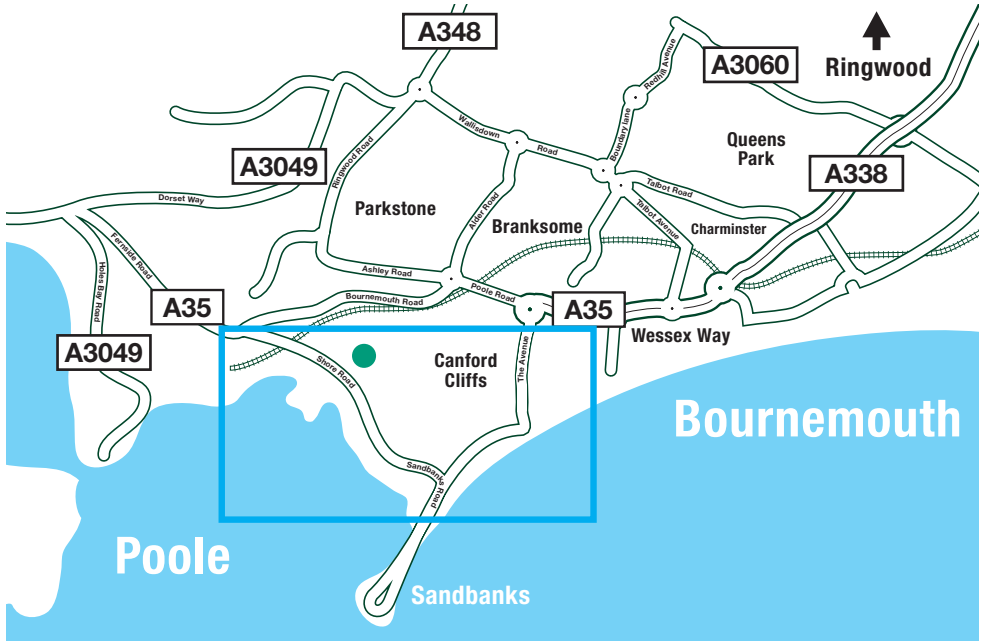 A348
A3060
Ringwood
Redhill Avenue
Boundary lane
Wallisdown
Road
Queens
Park
A3049
Ringwood Road
A338
Talbot Road
Dorset Way
Parkstone
Alder Road
Branksome
Talbot Avenue
Charminster
Fernside Road
Holes Bay Road
Ashley Road
Bournemouth Road
Poole Road
A35
A35
Wessex Way
A3049
Shore Road
Canford
Cliffs
The Avenue
Bournemouth
Sandbanks
Road
Poole
Sandbanks